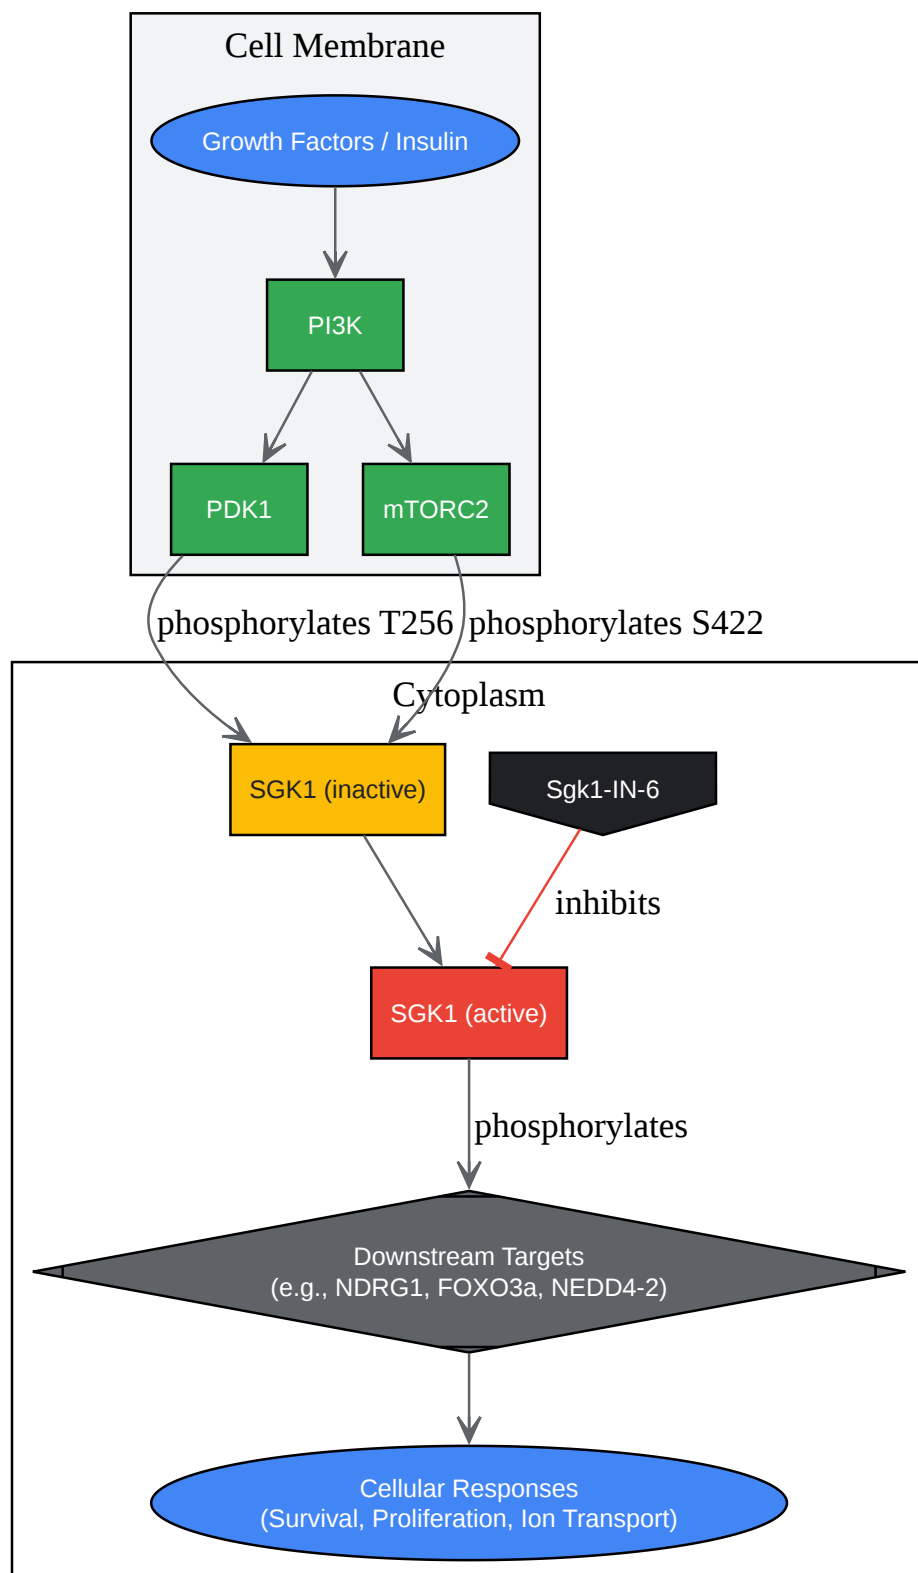 Cell Membrane
Growth Factors / Insulin
PI3K
PDK1
mTORC2
phosphorylates T256
phosphorylates S422
Cytoplasm
SGK1 (inactive)
Sgk1-IN-6
inhibits
SGK1 (active)
phosphorylates
Downstream Targets
(e.g., NDRG1, FOXO3a, NEDD4-2)
Cellular Responses
(Survival, Proliferation, Ion Transport)